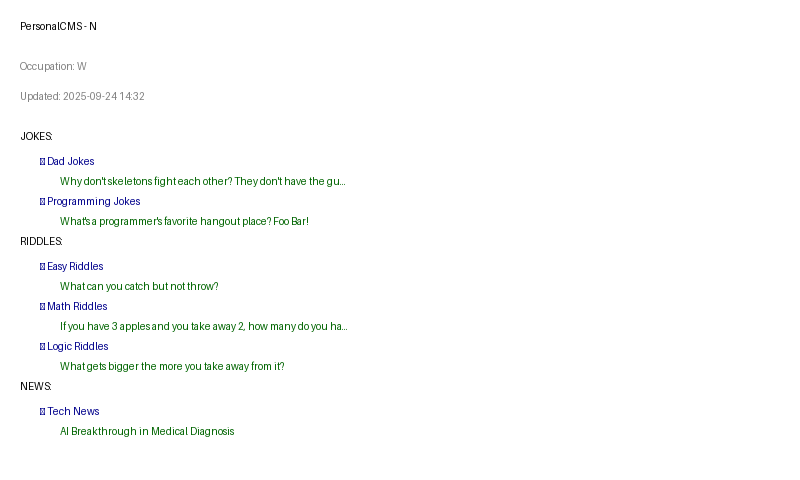 PersonalCMS - N
Occupation: W
Updated: 2025-09-24 14:32
JOKES:
Dad Jokes
Why don't skeletons fight each other? They don't have the gu...
Programming Jokes
What's a programmer's favorite hangout place? Foo Bar!
RIDDLES:
Easy Riddles
What can you catch but not throw?
Math Riddles
If you have 3 apples and you take away 2, how many do you ha...
Logic Riddles
What gets bigger the more you take away from it?
NEWS:
Tech News
AI Breakthrough in Medical Diagnosis